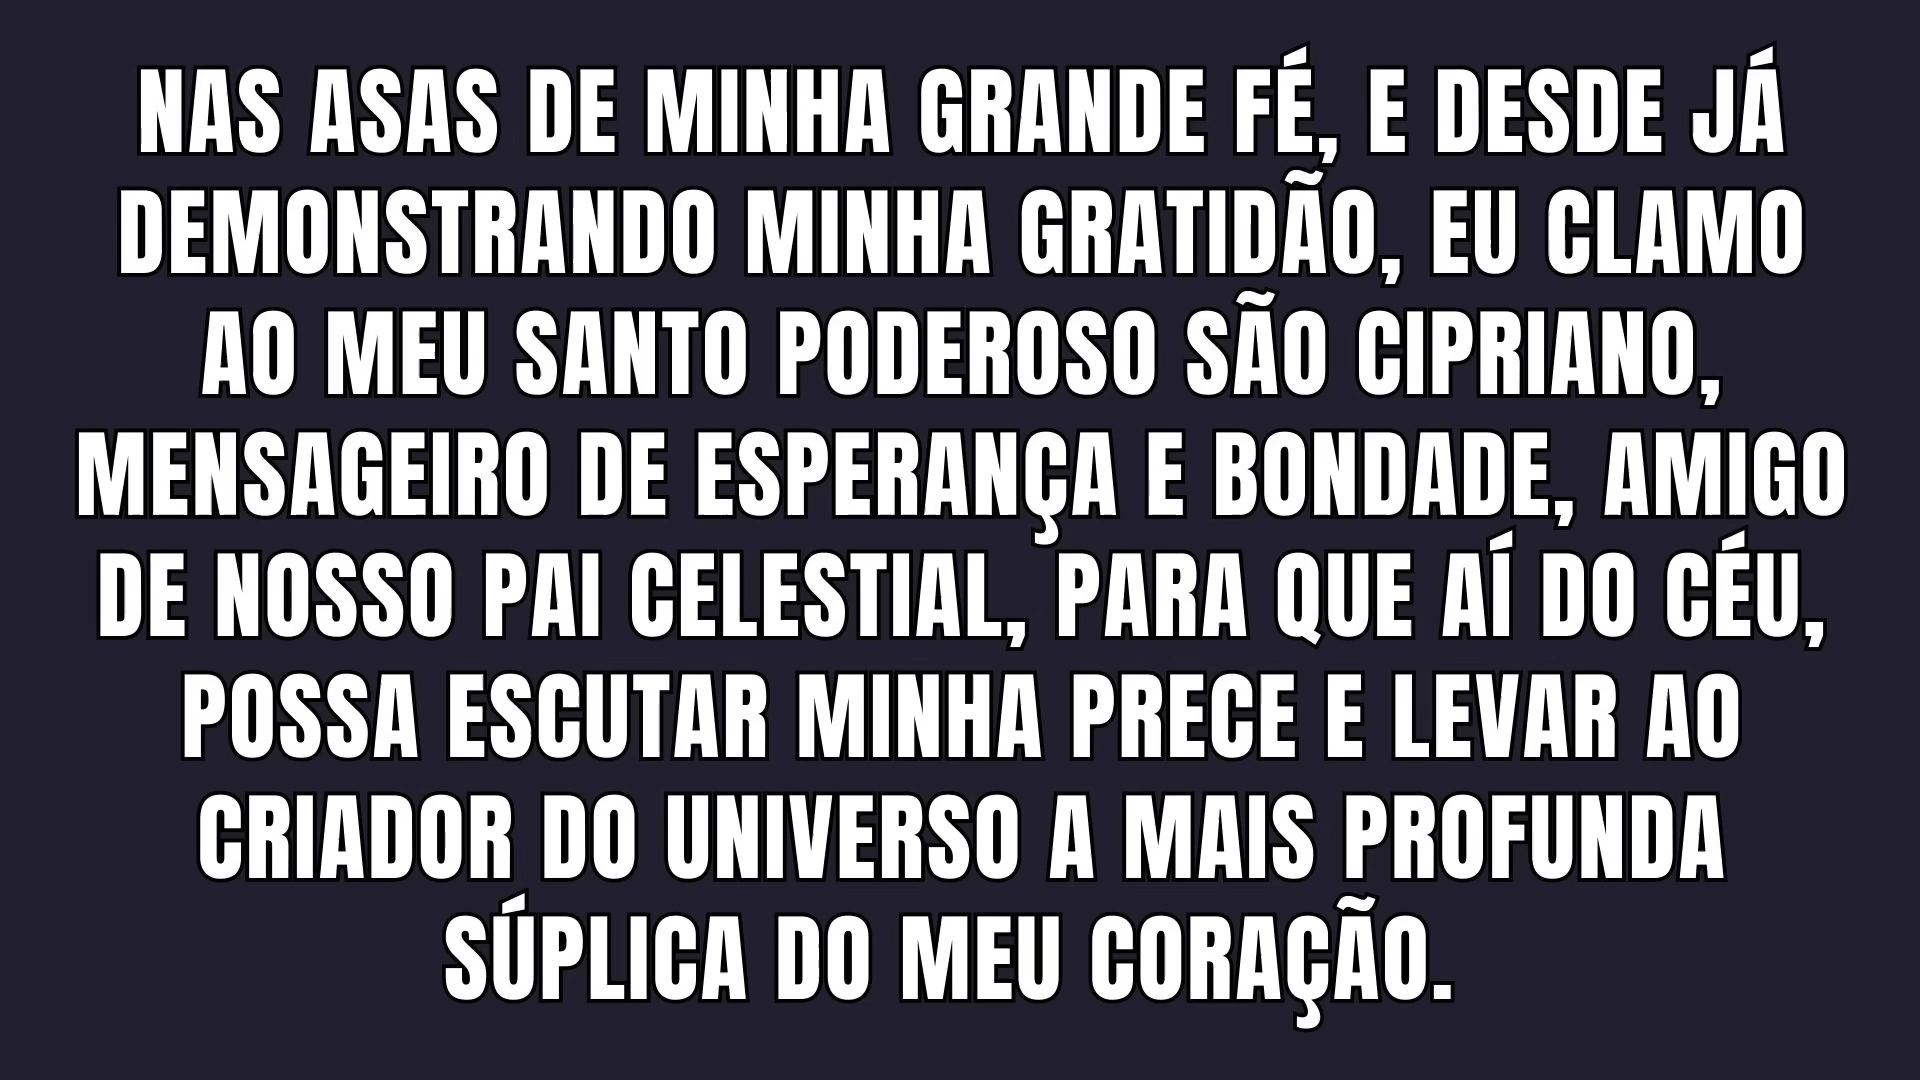 NAS ASAS DE MINHA GRANDE FÉ, E DESDE JÁ
DEMONSTRANDO MINHA GRATIDÃO, EU CLAMO
AO MEU SANTO PODEROSO SÃO CIPRIANO,
MENSAGEIRO DE ESPERANÇA E BONDADE, AMIGO
DE NOSSO PAI CELESTIAL, PARA QUE AÍ DO CÉU,
POSSA ESCUTAR MINHA PRECE E LEVAR AO
CRIADOR DO UNIVERSO A MAIS PROFUNDA
SÚPLICA DO MEU CORAÇÃO.